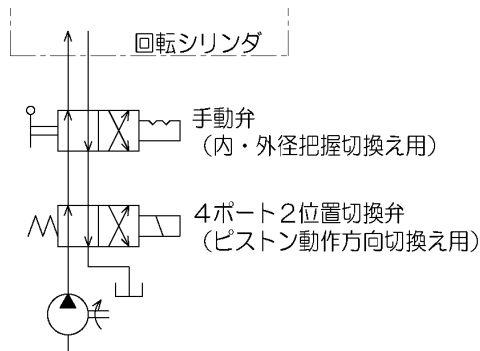 回転シリンダ
手動弁
（内・外径把握切換え用）
4ポート2位置切換弁
（ピストン動作方向切換え用）